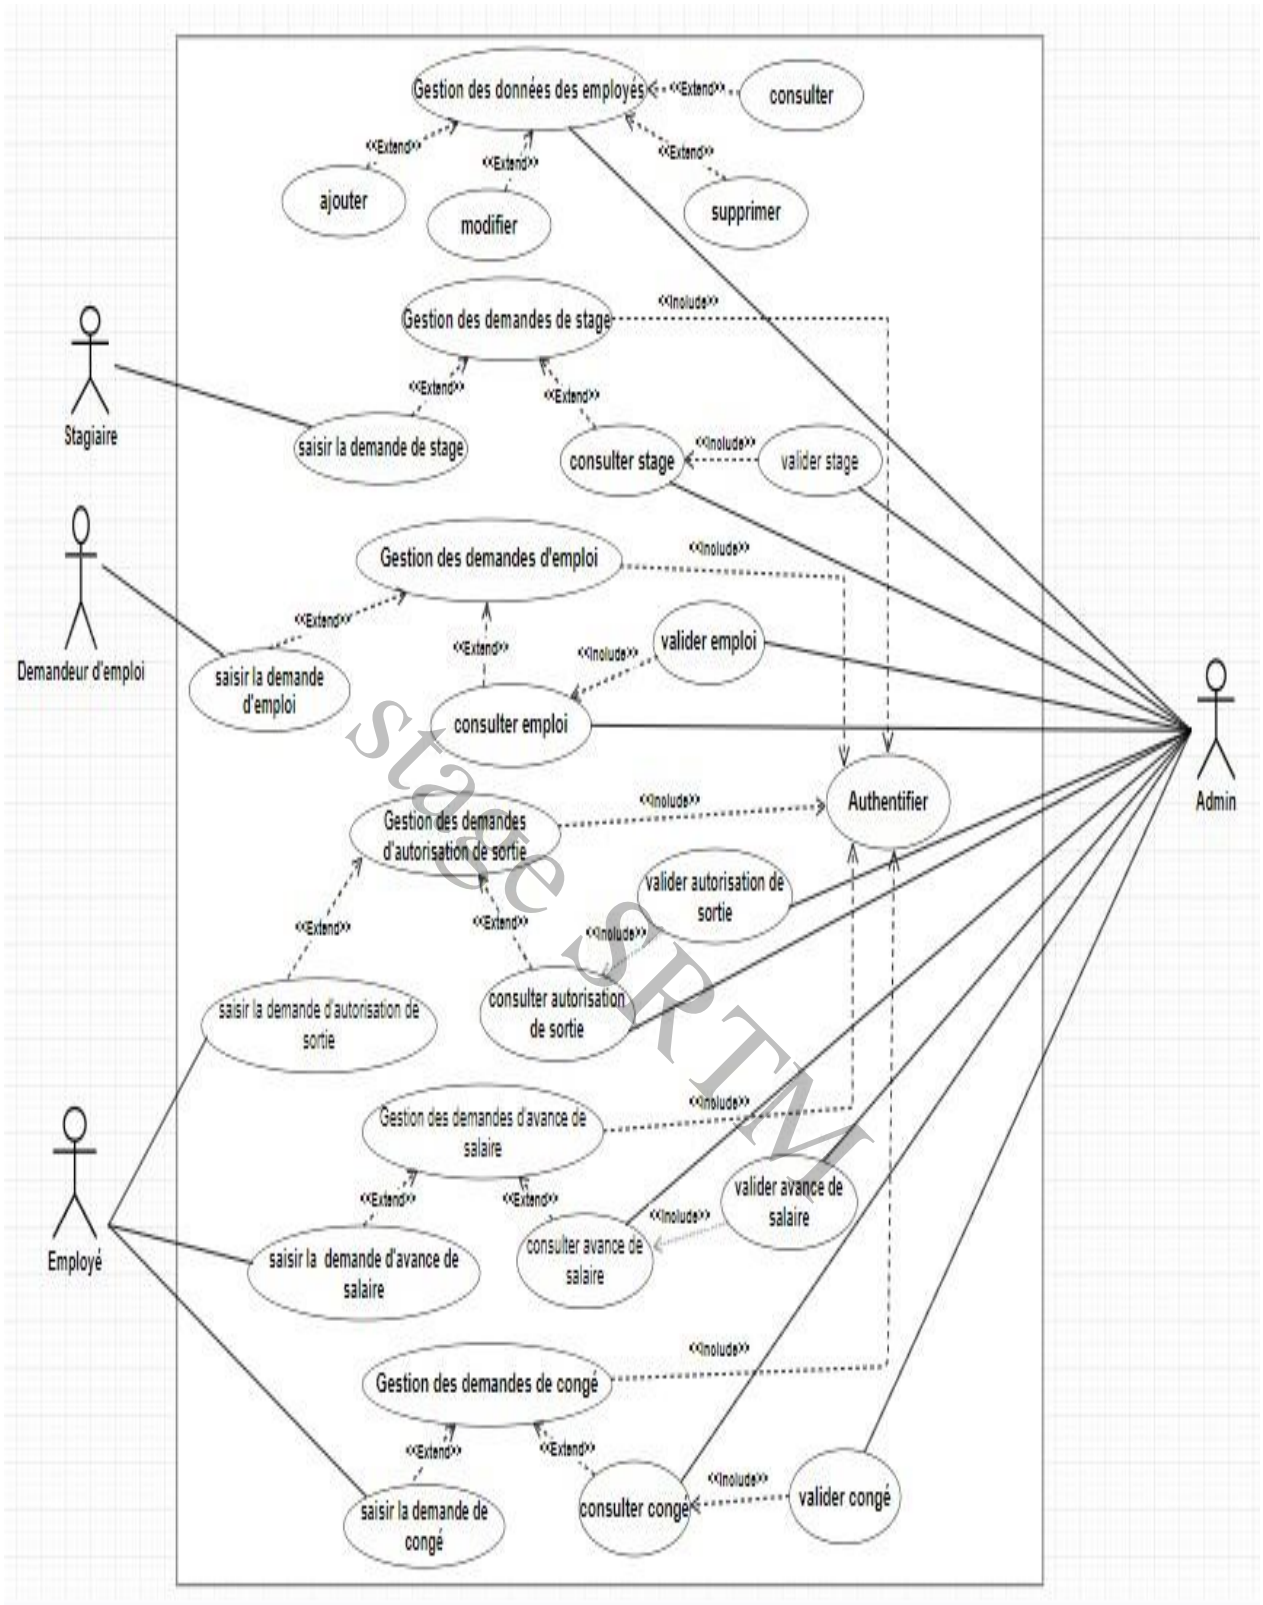 Gestion des données des employés
<<Extend>>
consulter
<<Extend>>
<<Extend>>
<<Extend>>
ajouter
modifier
supprimer
Stagiaire
Gestion des demandes de stage
<<Include>>
<<Extend>>
<<Extend>>
saisir la demande de stage
consulter stage
<<Include>>
valider stage
Demandeur d'emploi
Gestion des demandes d'emploi
<<Include>>
<<Extend>>
<<Extend>>
<<Include>>
valider emploi
saisir la demande
d'emploi
consulter emploi
Admin
Authentifier
Gestion des demandes
d'autorisation de sortie
<<Include>>
valider autorisation de
sortie
<<Extend>>
<<Extend>>
<<Include>>
saisir la demande d'autorisation de
sortie
consulter autorisation
de sortie
stage SRTM
Employé
Gestion des demandes d'avance de
salaire
<<Include>>
<<Extend>>
<<Extend>>
<<Include>>
valider avance de
salaire
saisir la demande d'avance de
salaire
consulter avance de
salaire
Gestion des demandes de congé
<<Include>>
<<Extend>>
<<Extend>>
<<Include>>
saisir la demande de
congé
consulter congé
valider congé